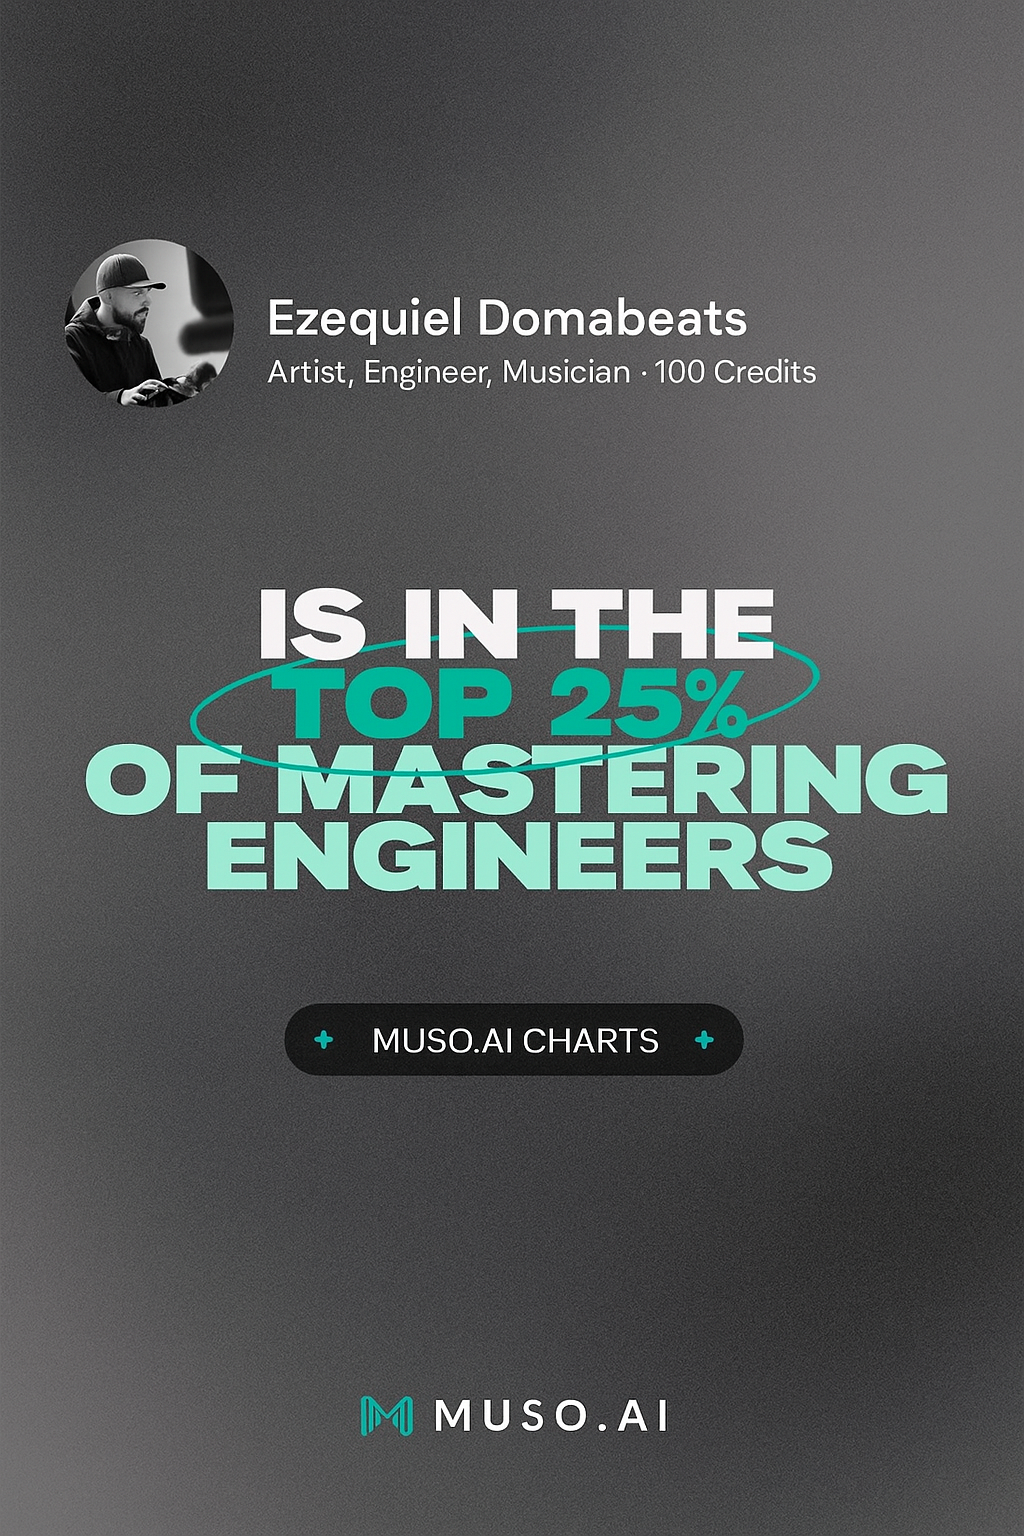 Ezequiel Domabeats
Artist, Engineer, Musician · 100 Credits
IS IN THE
TOP 25%
OF MASTERING
ENGINEERS
MUSO.AI CHARTS
MUSO.AI